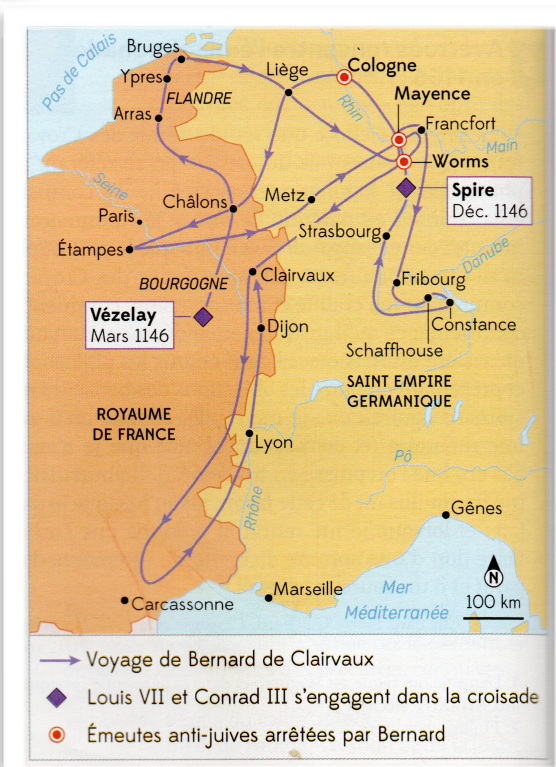 Pas de Calais
Bruges
Ypres
FLANDRE
Arras
Liège
Cologne
Rhin
Mayence
Francfort
Main
Worms
Spire
Déc. 1146
Seine
Paris
Châlons
Metz
Étampes
Strasbourg
Danube
BOURGOGNE
Clairvaux
Fribourg
Vézelay
Mars 1146
Dijon
Constance
Schaffhouse
SAINT EMPIRE
GERMANIQUE
ROYAUME
DE FRANCE
Lyon
Pô
Rhône
Gênes
N
Carcassonne
Marseille
Mer
Méditerranée
100 km
Voyage de Bernard de Clairvaux
Louis VII et Conrad III s'engagent dans la croisade
Émeutes anti-juives arrêtées par Bernard